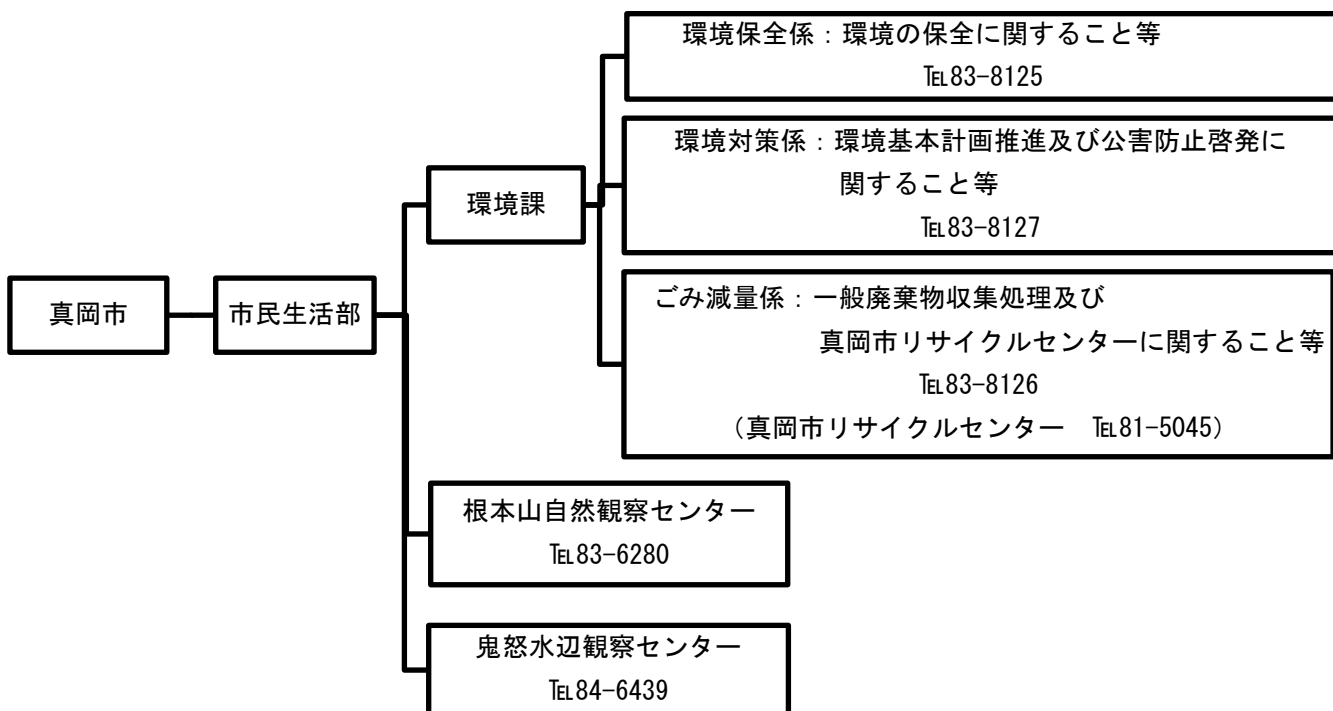 環境保全係：環境の保全に関すること等
℡83-8125
環境対策係：環境基本計画推進及び公害防止啓発に
関すること等
℡83-8127
環境課
ごみ減量係：一般廃棄物収集処理及び
真岡市リサイクルセンターに関すること等
℡83-8126
（真岡市リサイクルセンター　℡81-5045）
真岡市
市民生活部
根本山自然観察センター
℡83-6280
鬼怒水辺観察センター
℡84-6439